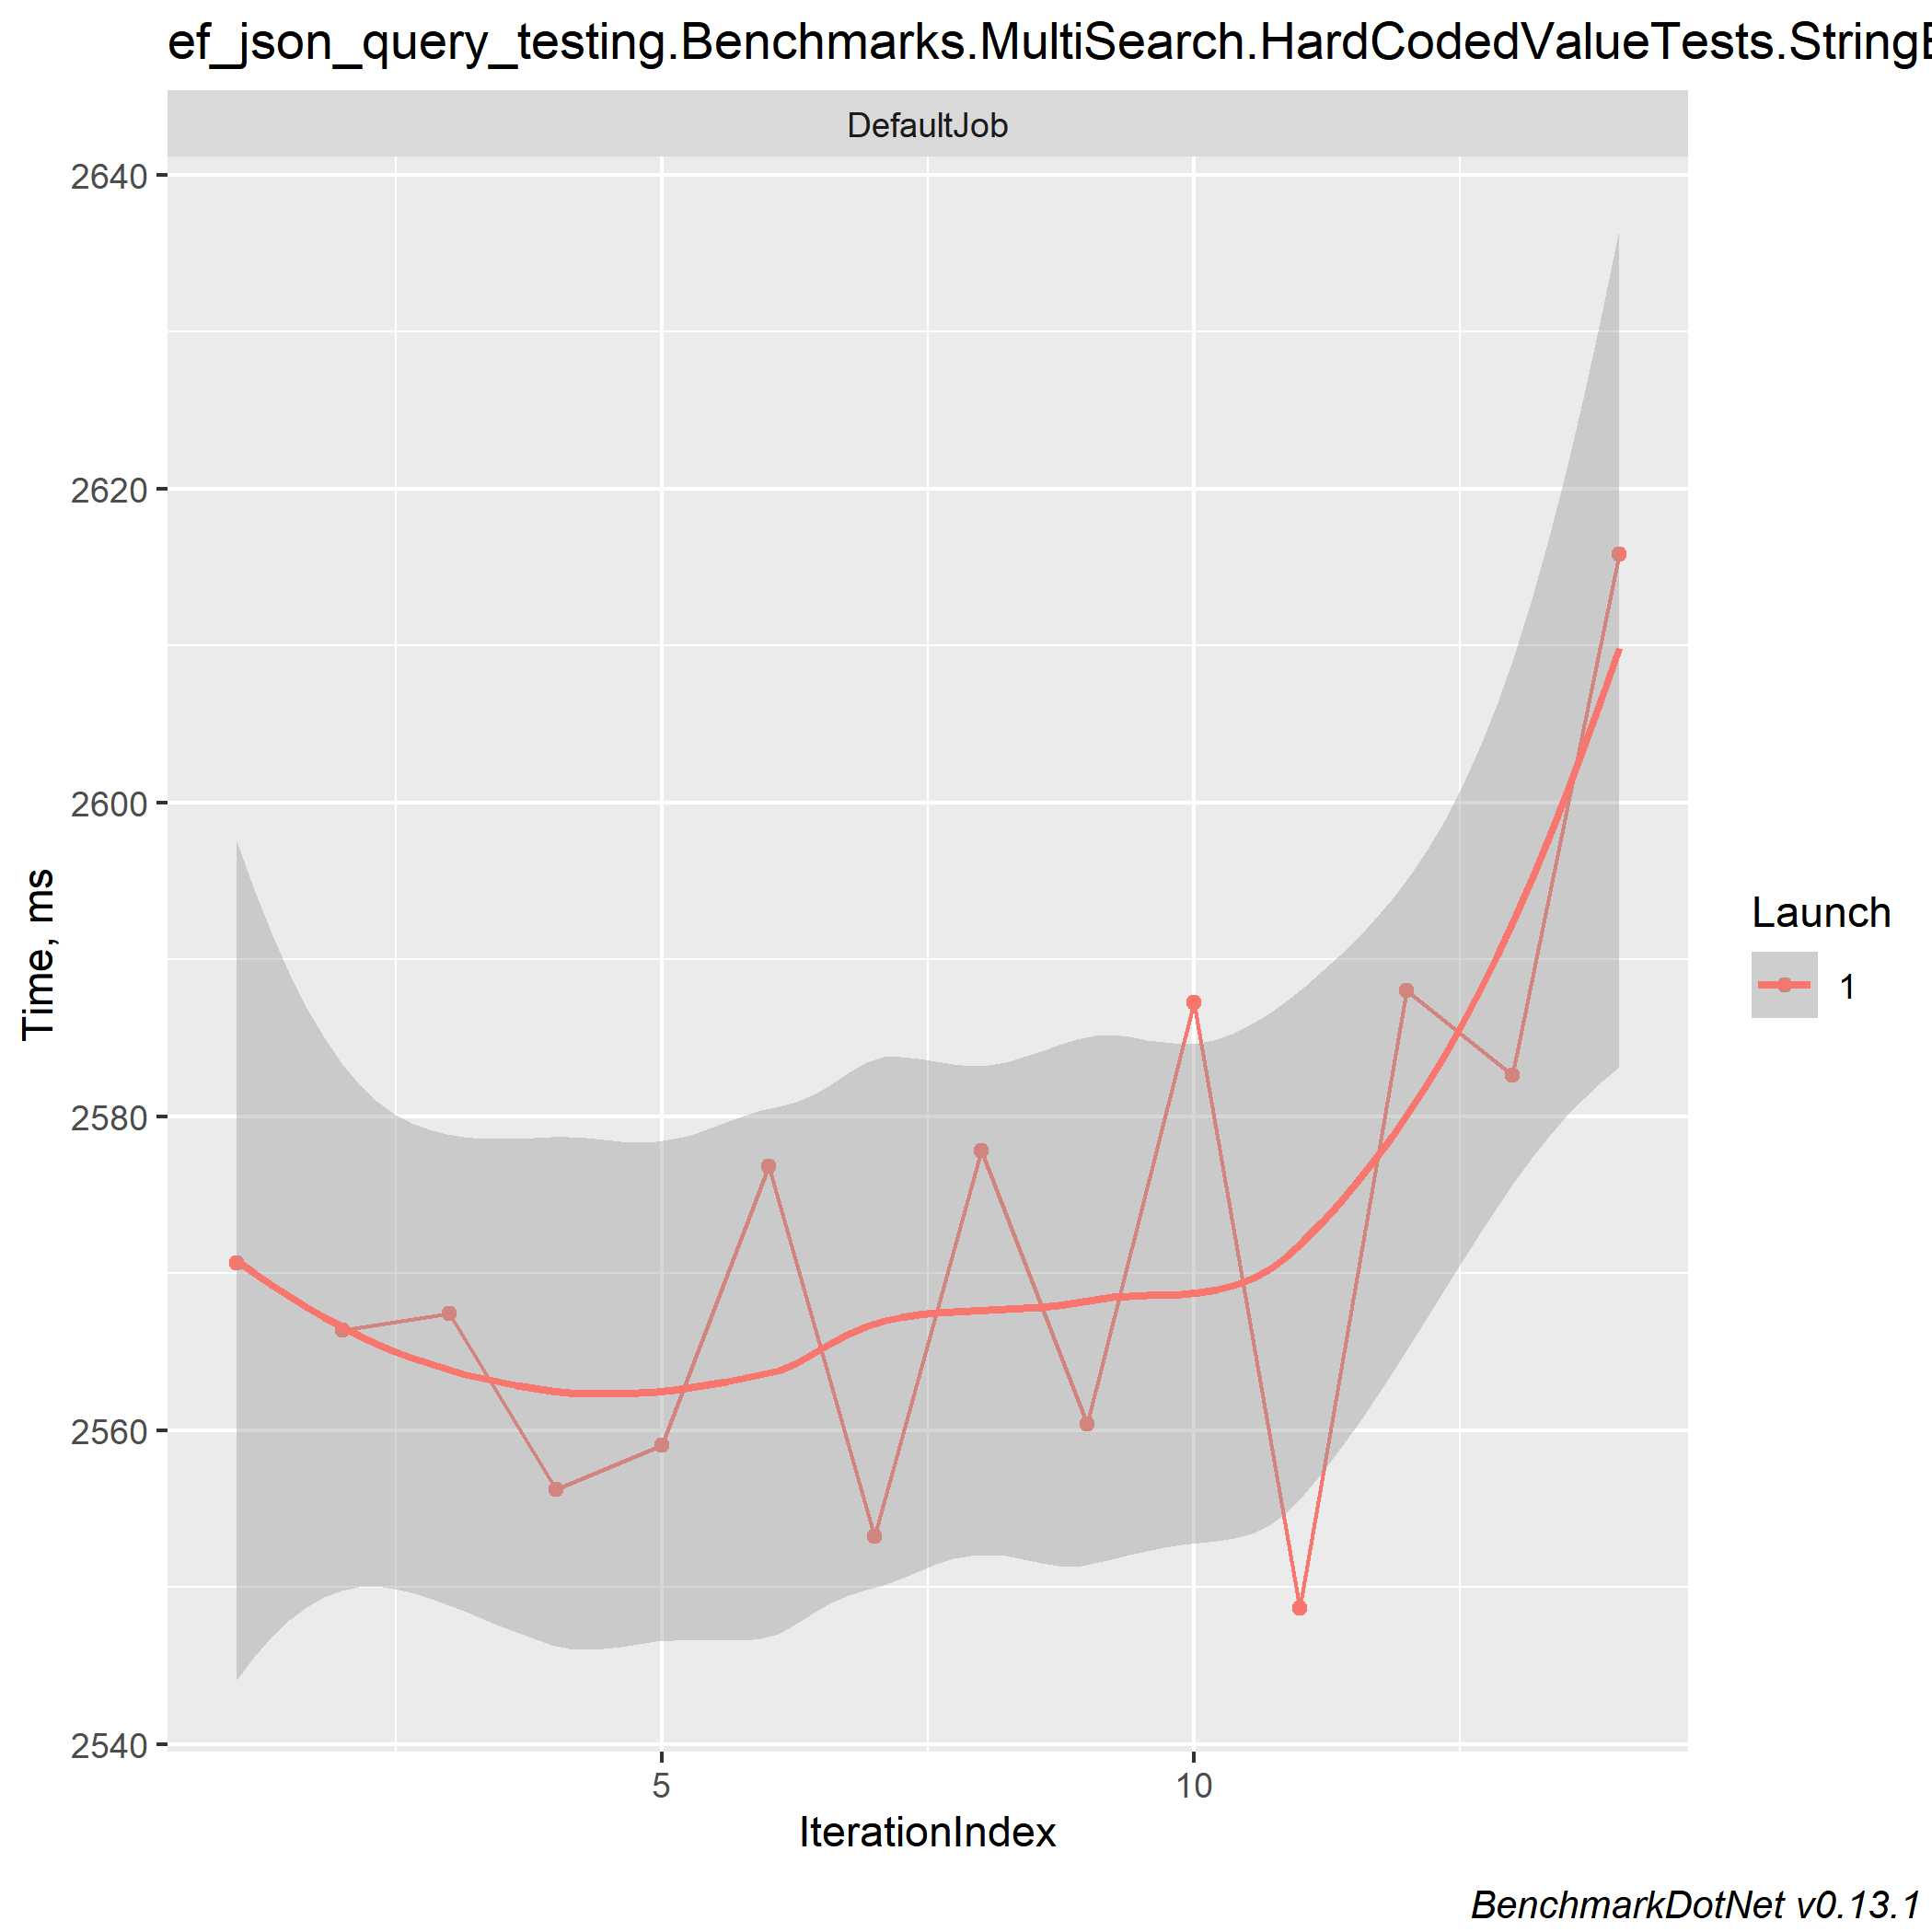 ef_json_query_testing.Benchmarks.MultiSearch.HardCodedValueTests.String
DefaultJob
2640
2620
2600
2580
2560
2540
Time, ms
5
10
IterationIndex
Launch
1
BenchmarkDotNet v0.13.1